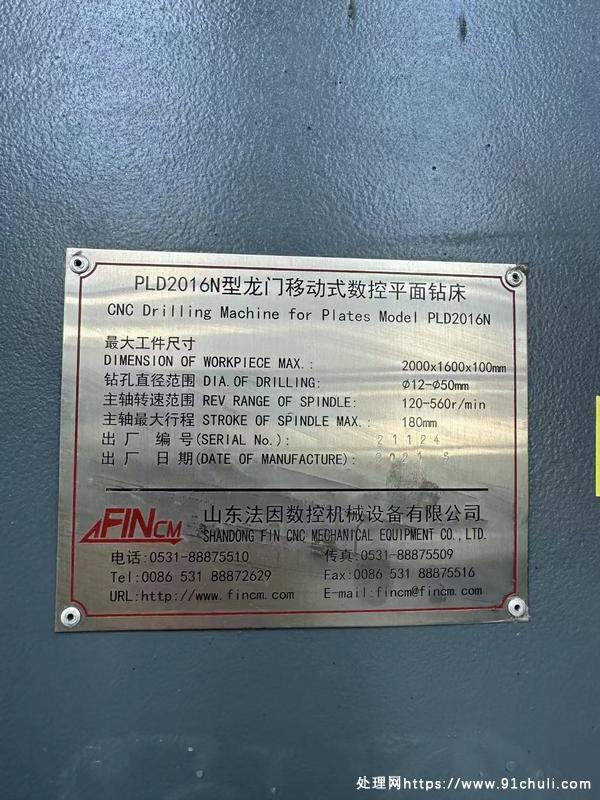 PLD2016N型龙门移动式数控平面钻床
CNC Drilling Machine for Plates Model PLD2016N
最大工件尺寸
DIMENSION OF WORKPIECE MAX.: 2000x1600x100mm
钻孔直径范围 DIA.OF DRILLING: Φ12-Φ50mm
主轴转速范围 REV RANGE OF SPINDLE: 120-560r/min
主轴最大行程 STROKE OF SPINDLE MAX.: 180mm
出厂 编号(SERIAL No.): 21124
出厂 日期(DATE OF MANUFACTURE): 2021.5
FINCM 山东法因数控机械设备有限公司
SHANDONG FIN CNC MECHANICAL EQUIPMENT CO.,LTD.
电话:0531-88875510 传真:0531-88875509
Tel:0086 531 88872629 Fax:0086 531 88875516
URL:http://www.fincm.com E-mail:fincm@fincm.com
处理网https://www.91chuli.com